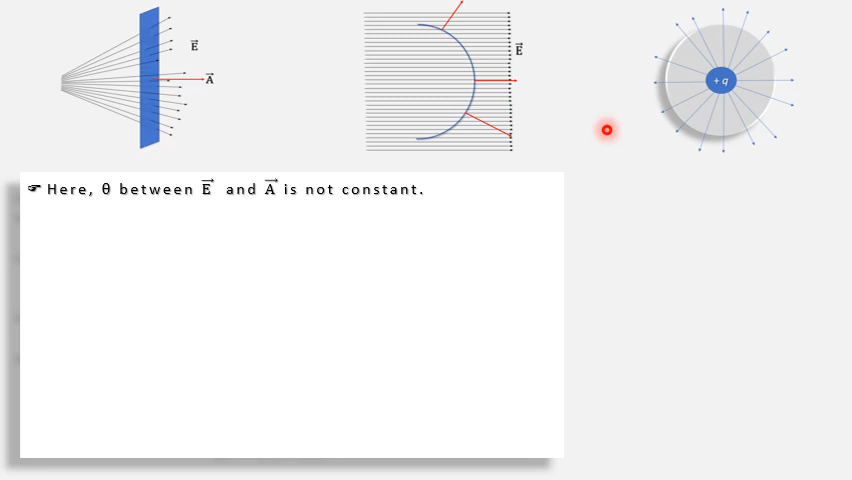 E
A
E
+ q
☞ Here, θ between E and A is not constant.